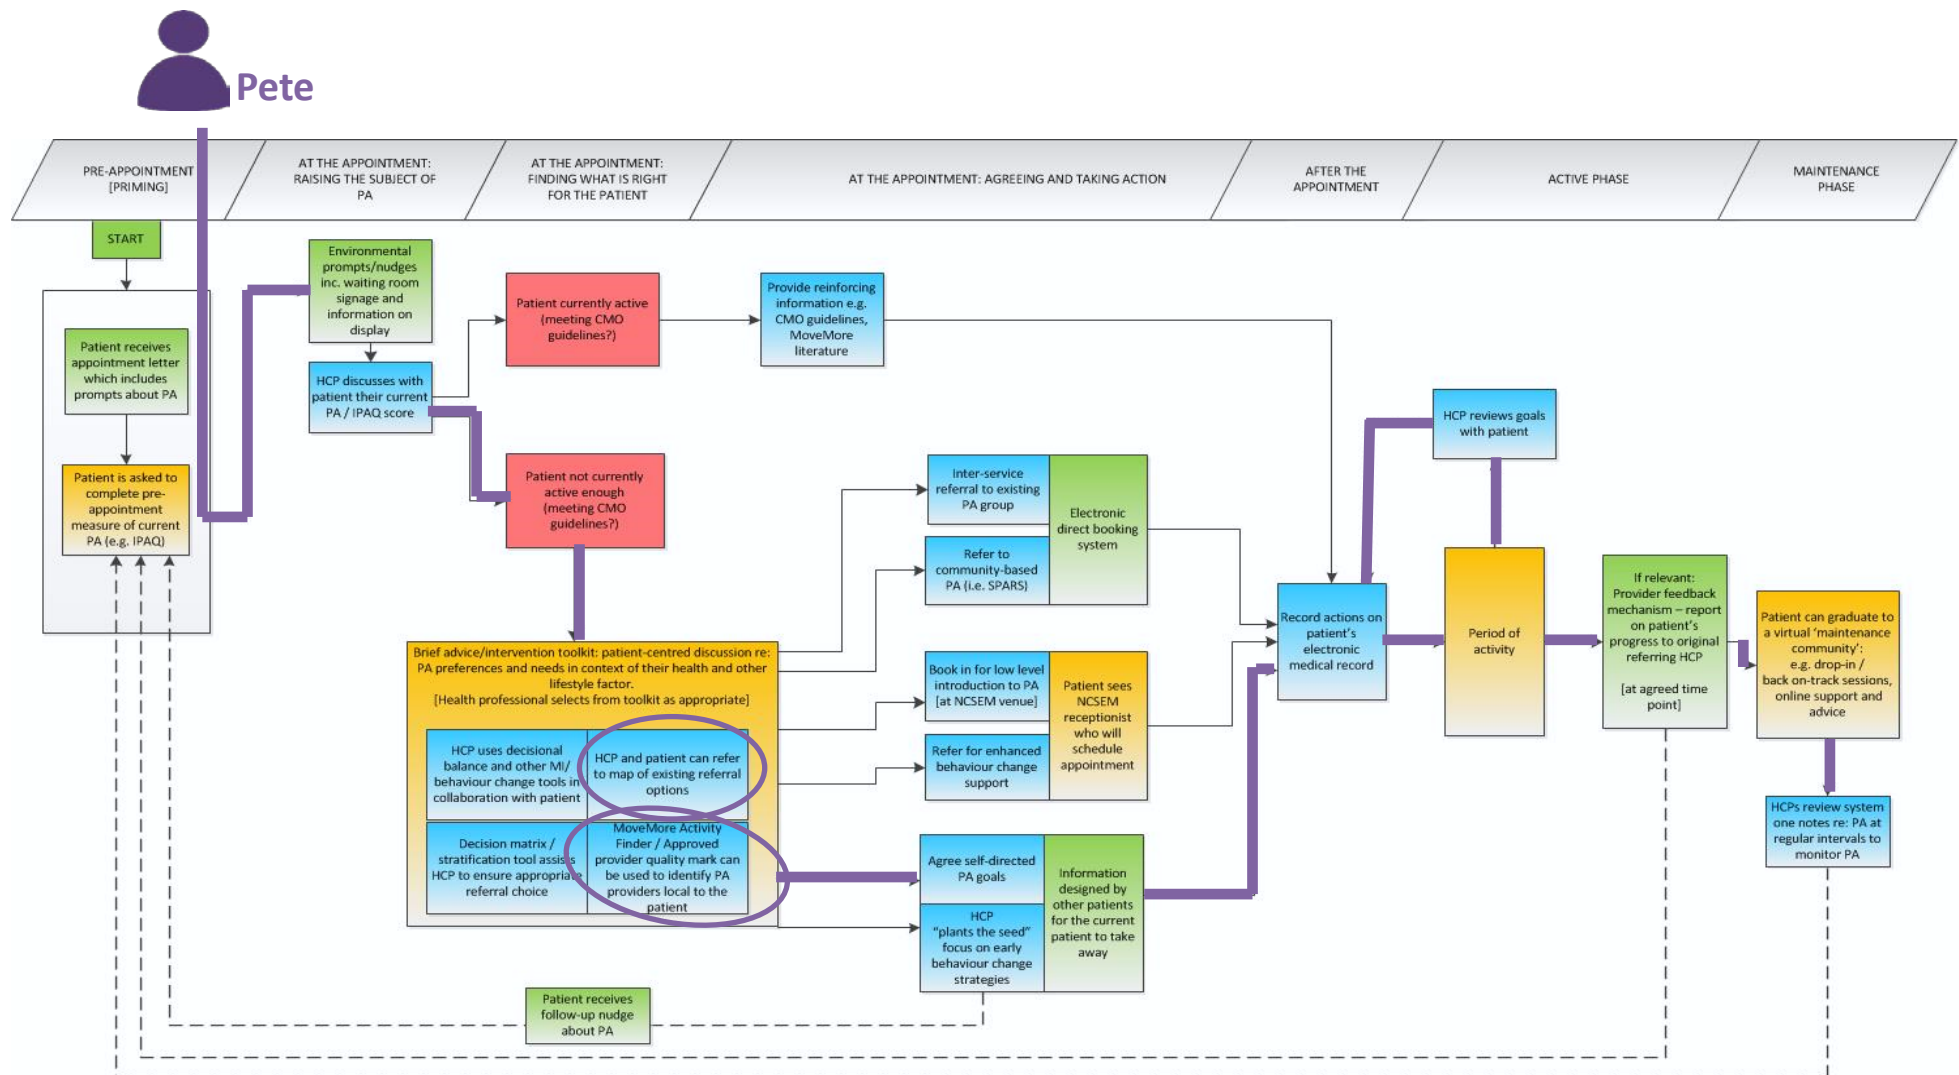 Pete
PRE-APPOINTMENT
[PRIMING]
AT THE APPOINTMENT:
RAISING THE SUBJECT OF
PA
AT THE APPOINTMENT:
FINDING WHAT IS RIGHT
FOR THE PATIENT
AT THE APPOINTMENT: AGREEING AND TAKING ACTION
AFTER THE
APPOINTMENT
ACTIVE PHASE
MAINTENANCE
PHASE
START
Patient receives
appointment letter
which includes
prompts about PA
Patient is asked to
complete pre-
appointment
measure of current
PA (e.g. IPAQ)
Environmental
prompts/nudges
inc. waiting room
signage and
information on
display
HCP discusses with
patient their current
PA / IPAQ score
Patient currently active
(meeting CMO
guidelines?)
Patient not currently
active enough
(meeting CMO
guidelines?)
Provide reinforcing
information e.g.
CMO guidelines,
MoveMore
literature
Brief advice/intervention toolkit: patient-centred discussion re:
PA preferences and needs in context of their health and other
lifestyle factor.
[Health professional selects from toolkit as appropriate]
HCP uses decisional
balance and other MI/
behaviour change tools in
collaboration with patient
HCP and patient can refer
to map of existing referral
options
Decision matrix /
stratification tool assists
HCP to ensure appropriate
referral choice
MoveMore Activity
Finder / Approved
provider quality mark can
be used to identify PA
providers local to the
patient
Inter-service
referral to existing
PA group
Refer to
community-based
PA (i.e. SPARS)
Electronic
direct booking
system
Book in for low level
introduction to PA
[at NCSEM venue]
Refer for enhanced
behaviour change
support
Patient sees
NCSEM
receptionist
who will
schedule
appointment
Agree self-directed
PA goals
HCP
“plants the seed”
focus on early
behaviour change
strategies
Information
designed by
other patients
for the current
patient to take
away
Patient receives
follow-up nudge
about PA
Record actions on
patient’s
electronic
medical record
HCP reviews goals
with patient
Period of
activity
If relevant:
Provider feedback
mechanism – report
on patient’s
progress to original
referring HCP
[at agreed time
point]
Patient can graduate to
a virtual ‘maintenance
community’:
e.g. drop-in /
back on-track sessions,
online support and
advice
HCPs review system
one notes re: PA at
regular intervals to
monitor PA